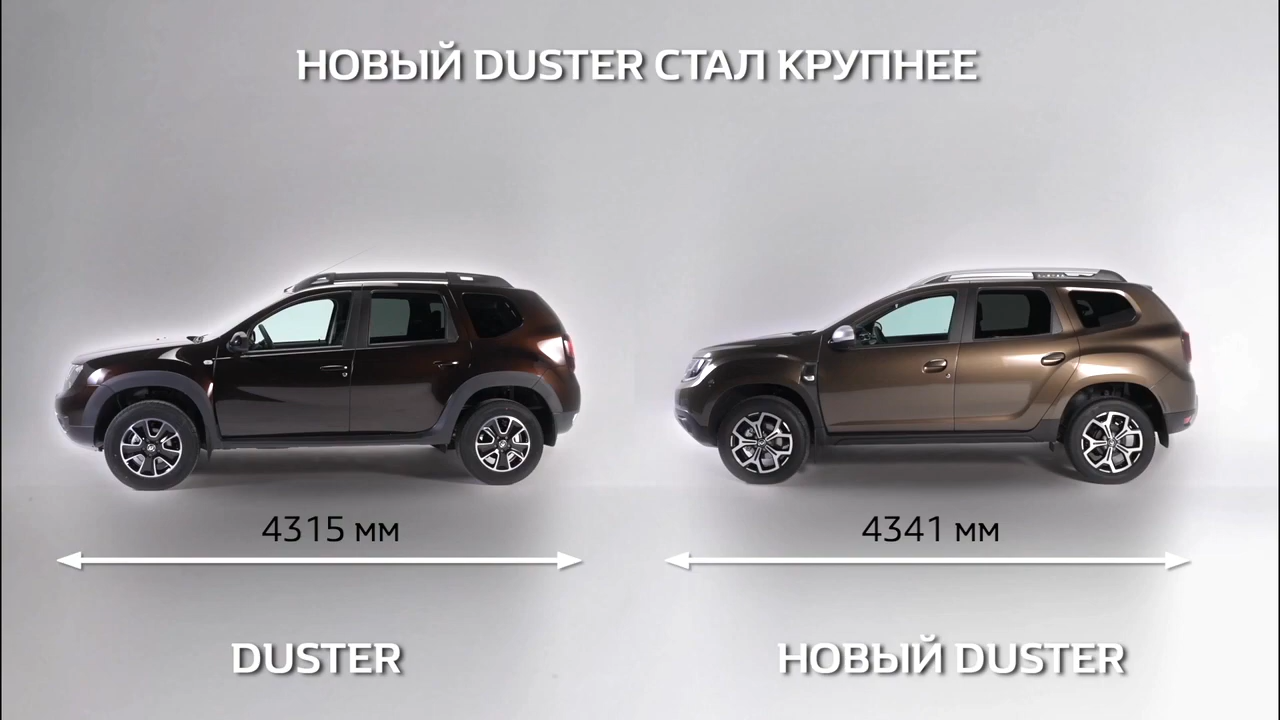 НОВЫЙ DUSTER СТАЛ КРУПНЕЕ
4315 мм
4341 мм
DUSTER
НОВЫЙ DUSTER